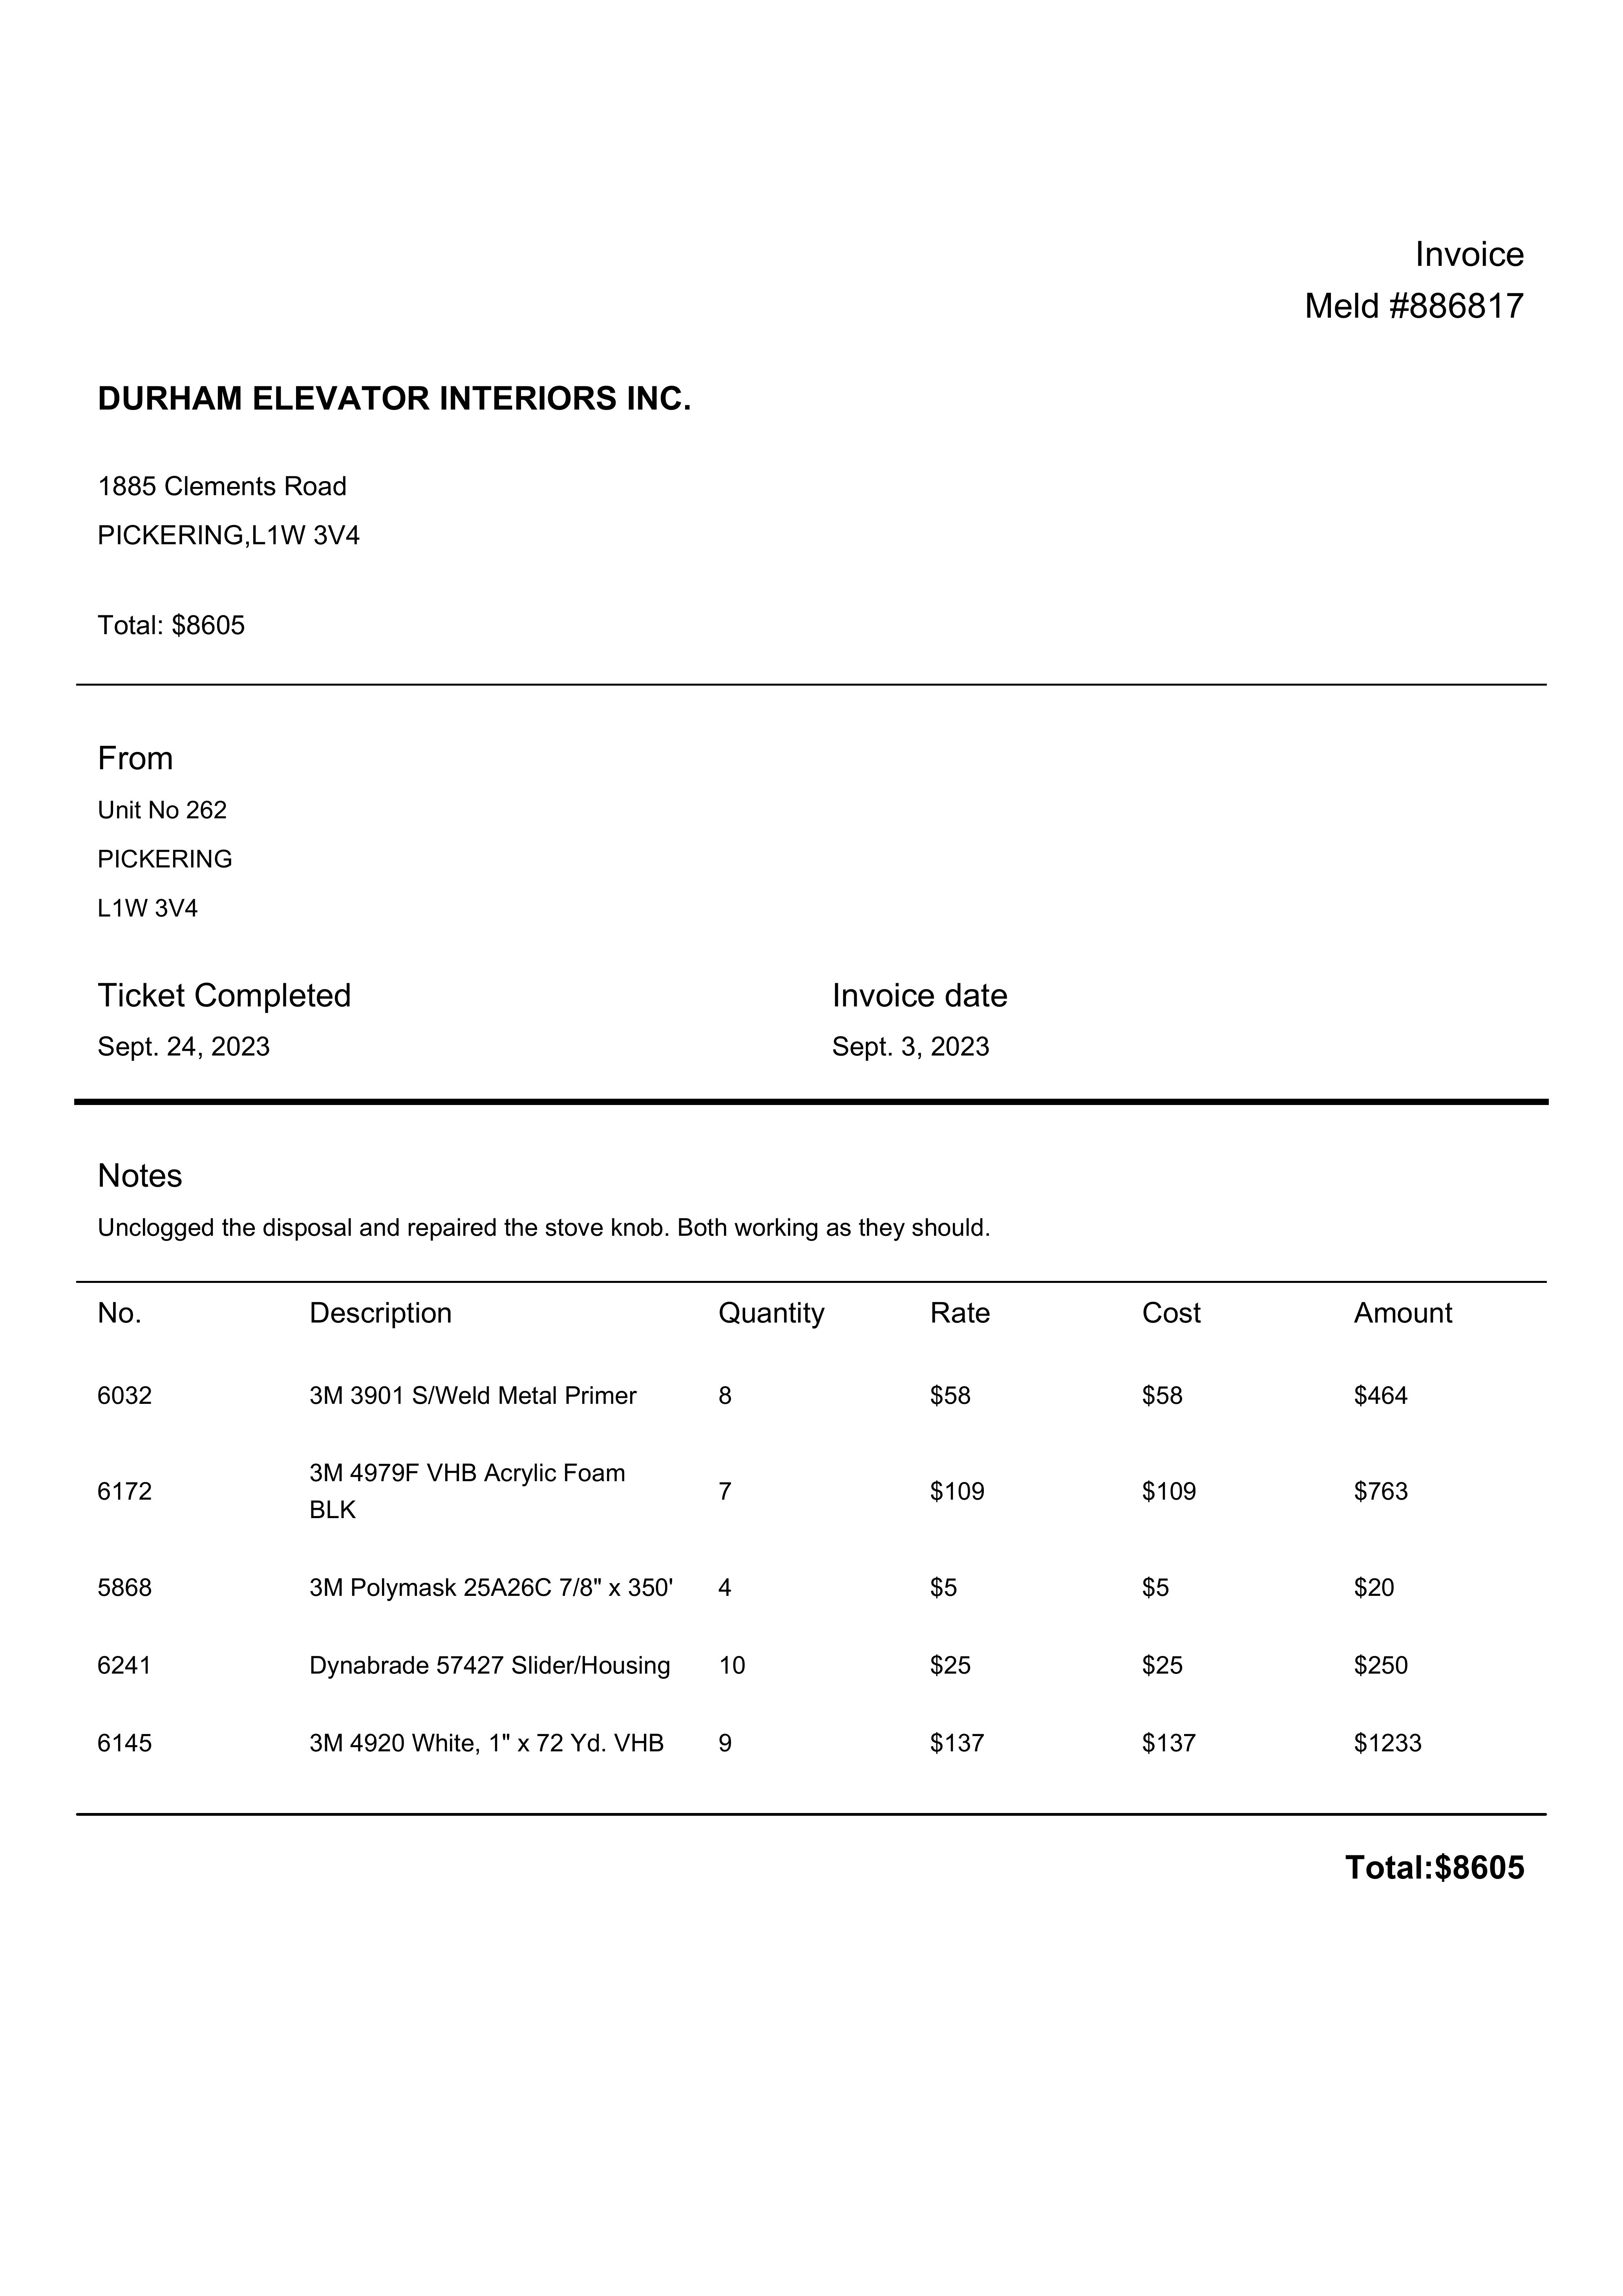 Invoice
Meld #886817
DURHAM ELEVATOR INTERIORS INC.
1885 Clements Road
PICKERING,L1W 3V4
Total: $8605
From
Unit No 262
PICKERING
L1W 3V4
Ticket Completed Invoice date
Sept. 24, 2023 Sept. 3, 2023
Notes
Unclogged the disposal and repaired the stove knob. Both working as they should.
No. Description Quantity Rate Cost Amount
6032 3M 3901 S/Weld Metal Primer 8 $58 $58 $464
3M 4979F VHB Acrylic Foam
6172 7 $109 $109 $763
BLK
5868 3M Polymask 25A26C 7/8" x 350' 4 $5 $5 $20
6241 Dynabrade 57427 Slider/Housing 10 $25 $25 $250
6145 3M 4920 White, 1" x 72 Yd. VHB 9 $137 $137 $1233
Total:$8605